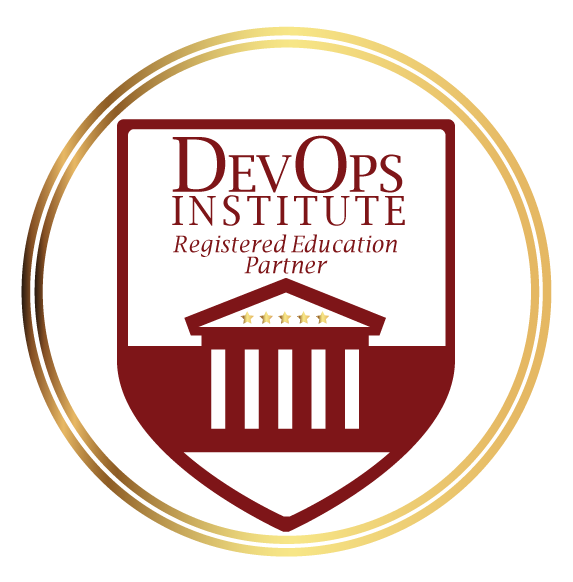 DEVOPS
INSTITUTE
Registered Education
Partner